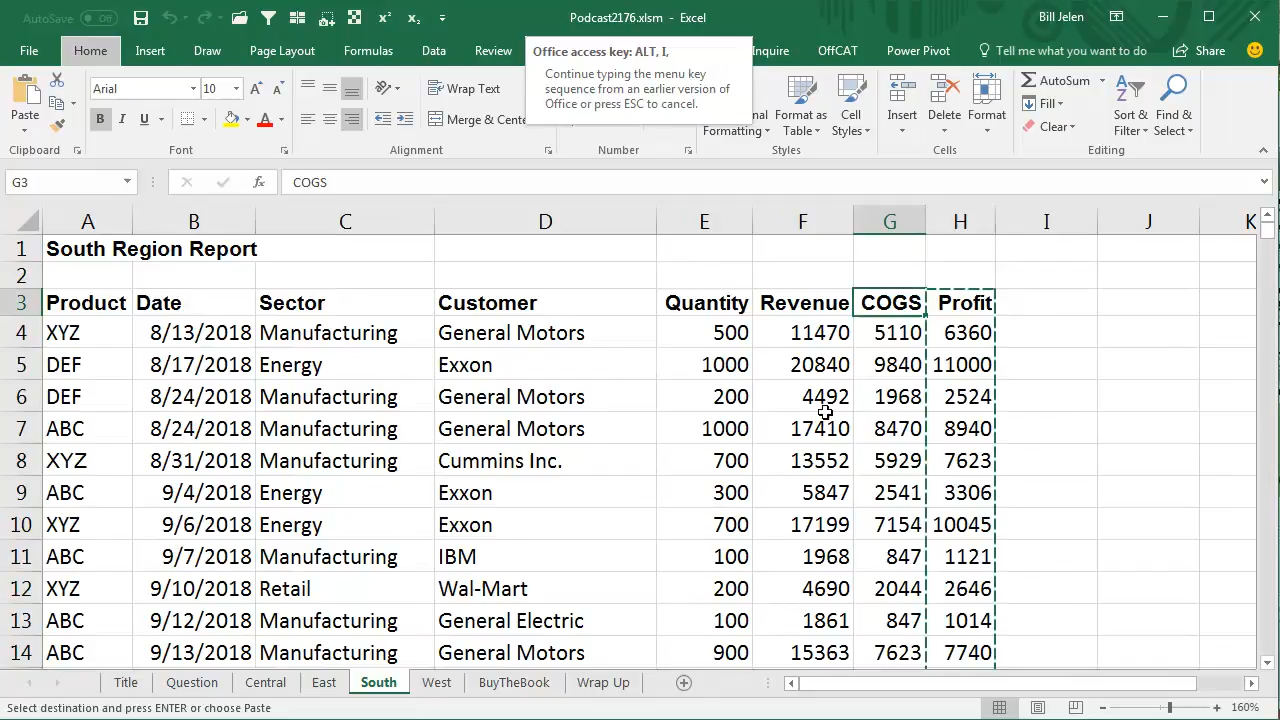 AutoSave Off
Podcast2176.xlsm - Excel
Bill Jelen
File Home Insert Draw Page Layout Formulas Data Review Inquire OffCAT Power Pivot Tell me what you want to do Share
Office access key: ALT, I,
Continue typing the menu key
sequence from an earlier version of
Office or press ESC to cancel.
Paste
Clipboard
Arial 10
B I U
Font
Wrap Text
Merge & Cente
Alignment
Number
nal
Formatting
Format as
Table
Cell
Styles
Styles
Insert Delete Format
Cells
AutoSum
Fill
Clear
Sort &
Filter
Find &
Select
Editing
G3 fx COGS
A B C D E F G H I J K
1 South Region Report
2
3 Product Date Sector Customer Quantity Revenue COGS Profit
4 XYZ 8/13/2018 Manufacturing General Motors 500 11470 5110 6360
5 DEF 8/17/2018 Energy Exxon 1000 20840 9840 11000
6 DEF 8/24/2018 Manufacturing General Motors 200 4492 1968 2524
7 ABC 8/24/2018 Manufacturing General Motors 1000 17410 8470 8940
8 XYZ 8/31/2018 Manufacturing Cummins Inc. 700 13552 5929 7623
9 ABC 9/4/2018 Energy Exxon 300 5847 2541 3306
10 XYZ 9/6/2018 Energy Exxon 700 17199 7154 10045
11 ABC 9/7/2018 Manufacturing IBM 100 1968 847 1121
12 XYZ 9/10/2018 Retail Wal-Mart 200 4690 2044 2646
13 ABC 9/12/2018 Manufacturing General Electric 100 1861 847 1014
14 ABC 9/13/2018 Manufacturing General Motors 900 15363 7623 7740
Title Question Central East South West BuyTheBook Wrap Up
Select destination and press ENTER or choose Paste
160%